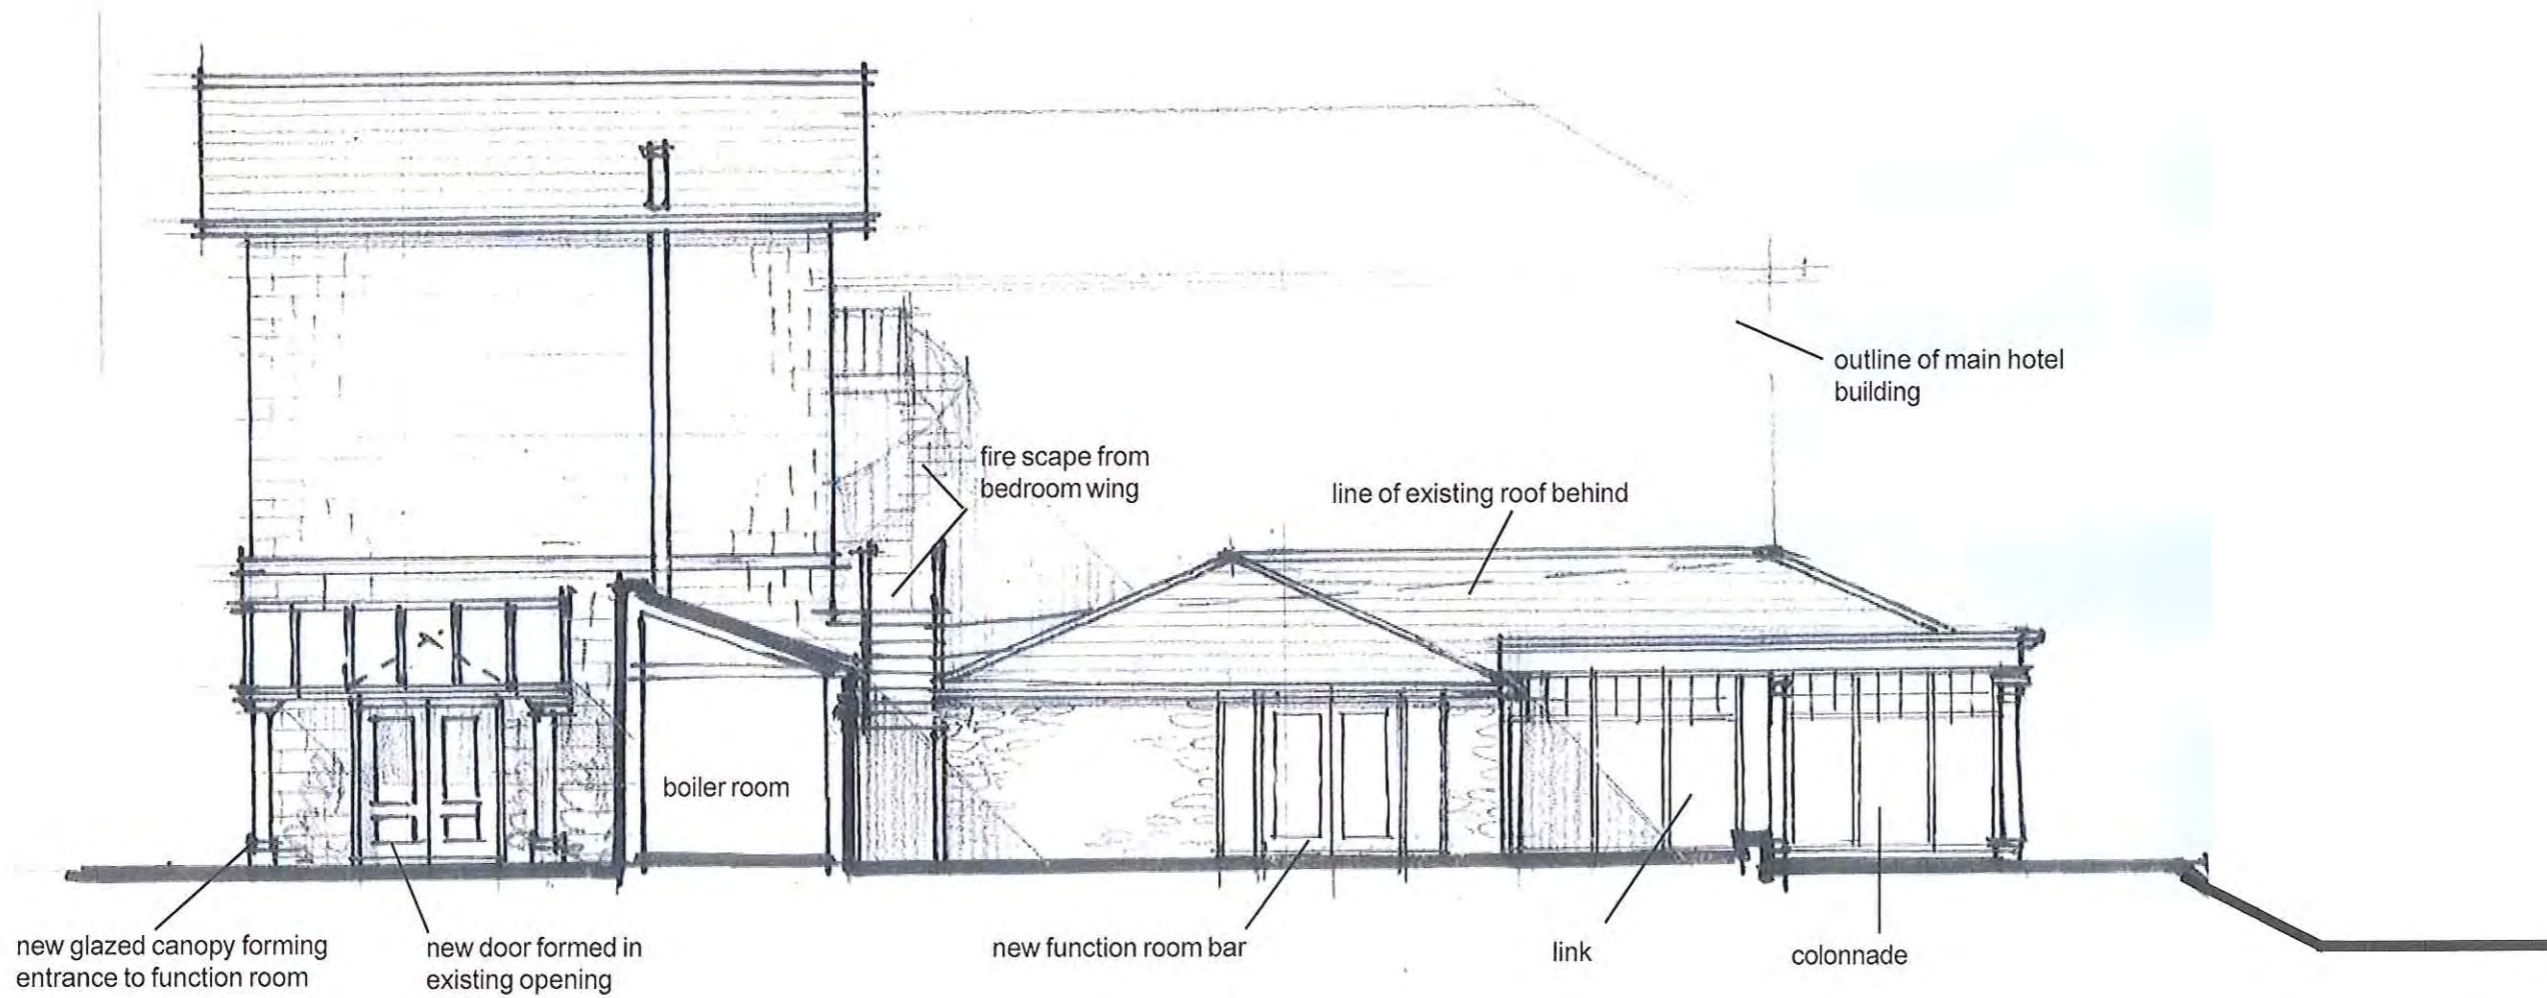 outline of main hotel
building
fire scape from
bedroom wing
line of existing roof behind
boiler room
new glazed canopy forming
entrance to function room
new door formed in
existing opening
new function room bar
link
colonnade